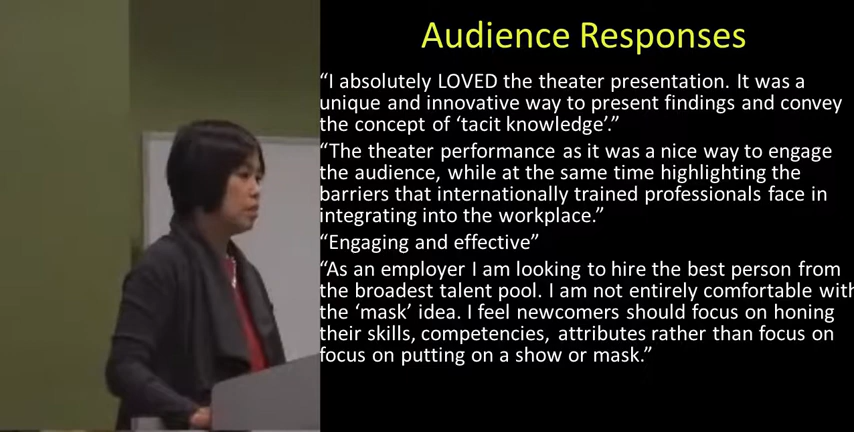 Audience Responses
“I absolutely LOVED the theater presentation. It was a
unique and innovative way to present findings and convey
the concept of ‘tacit knowledge’.”
“The theater performance as it was a nice way to engage
the audience, while at the same time highlighting the
barriers that internationally trained professionals face in
integrating into the workplace.”
“Engaging and effective”
“As an employer I am looking to hire the best person from
the broadest talent pool. I am not entirely comfortable with
the ‘mask’ idea. I feel newcomers should focus on honing
their skills, competencies, attributes rather than focus on
focus on putting on a show or mask.”